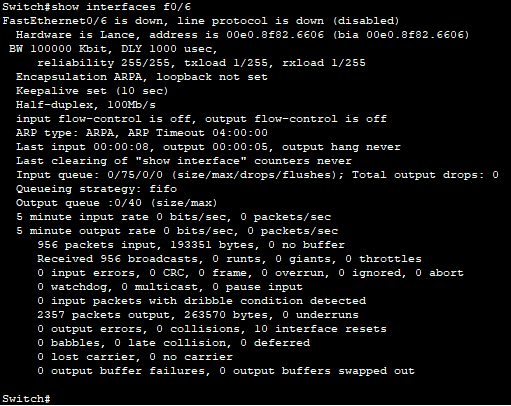 Switch#show interfaces f0/6
FastEthernet0/6 is down, line protocol is down (disabled)
  Hardware is Lance, address is 00e0.8f82.6606 (bia 00e0.8f82.6606)
 BW 100000 Kbit, DLY 1000 usec,
     reliability 255/255, txload 1/255, rxload 1/255
  Encapsulation ARPA, loopback not set
  Keepalive set (10 sec)
  Half-duplex, 100Mb/s
  input flow-control is off, output flow-control is off
  ARP type: ARPA, ARP Timeout 04:00:00
  Last input 00:00:08, output 00:00:05, output hang never
  Last clearing of "show interface" counters never
  Input queue: 0/75/0/0 (size/max/drops/flushes); Total output drops: 0
  Queueing strategy: fifo
  Output queue :0/40 (size/max)
  5 minute input rate 0 bits/sec, 0 packets/sec
  5 minute output rate 0 bits/sec, 0 packets/sec
     956 packets input, 193351 bytes, 0 no buffer
     Received 956 broadcasts, 0 runts, 0 giants, 0 throttles
     0 input errors, 0 CRC, 0 frame, 0 overrun, 0 ignored, 0 abort
     0 watchdog, 0 multicast, 0 pause input
     0 input packets with dribble condition detected
     2357 packets output, 263570 bytes, 0 underruns
     0 output errors, 0 collisions, 10 interface resets
     0 babbles, 0 late collision, 0 deferred
     0 lost carrier, 0 no carrier
     0 output buffer failures, 0 output buffers swapped out
Switch#